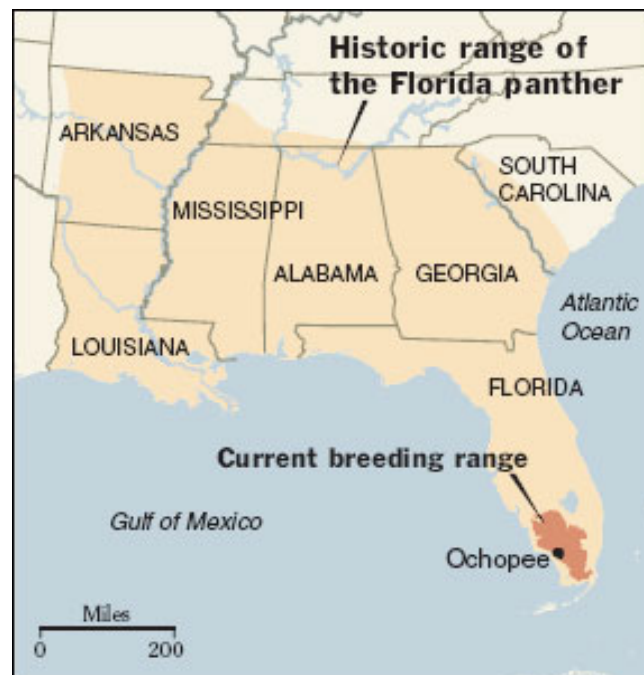 Historic range of
the Florida panther
ARKANSAS
SOUTH
CAROLINA
MISSISSIPPI
ALABAMA
GEORGIA
Atlantic
Ocean
LOUISIANA
FLORIDA
Current breeding range
Gulf of Mexico
Ochopee
Miles
0 200